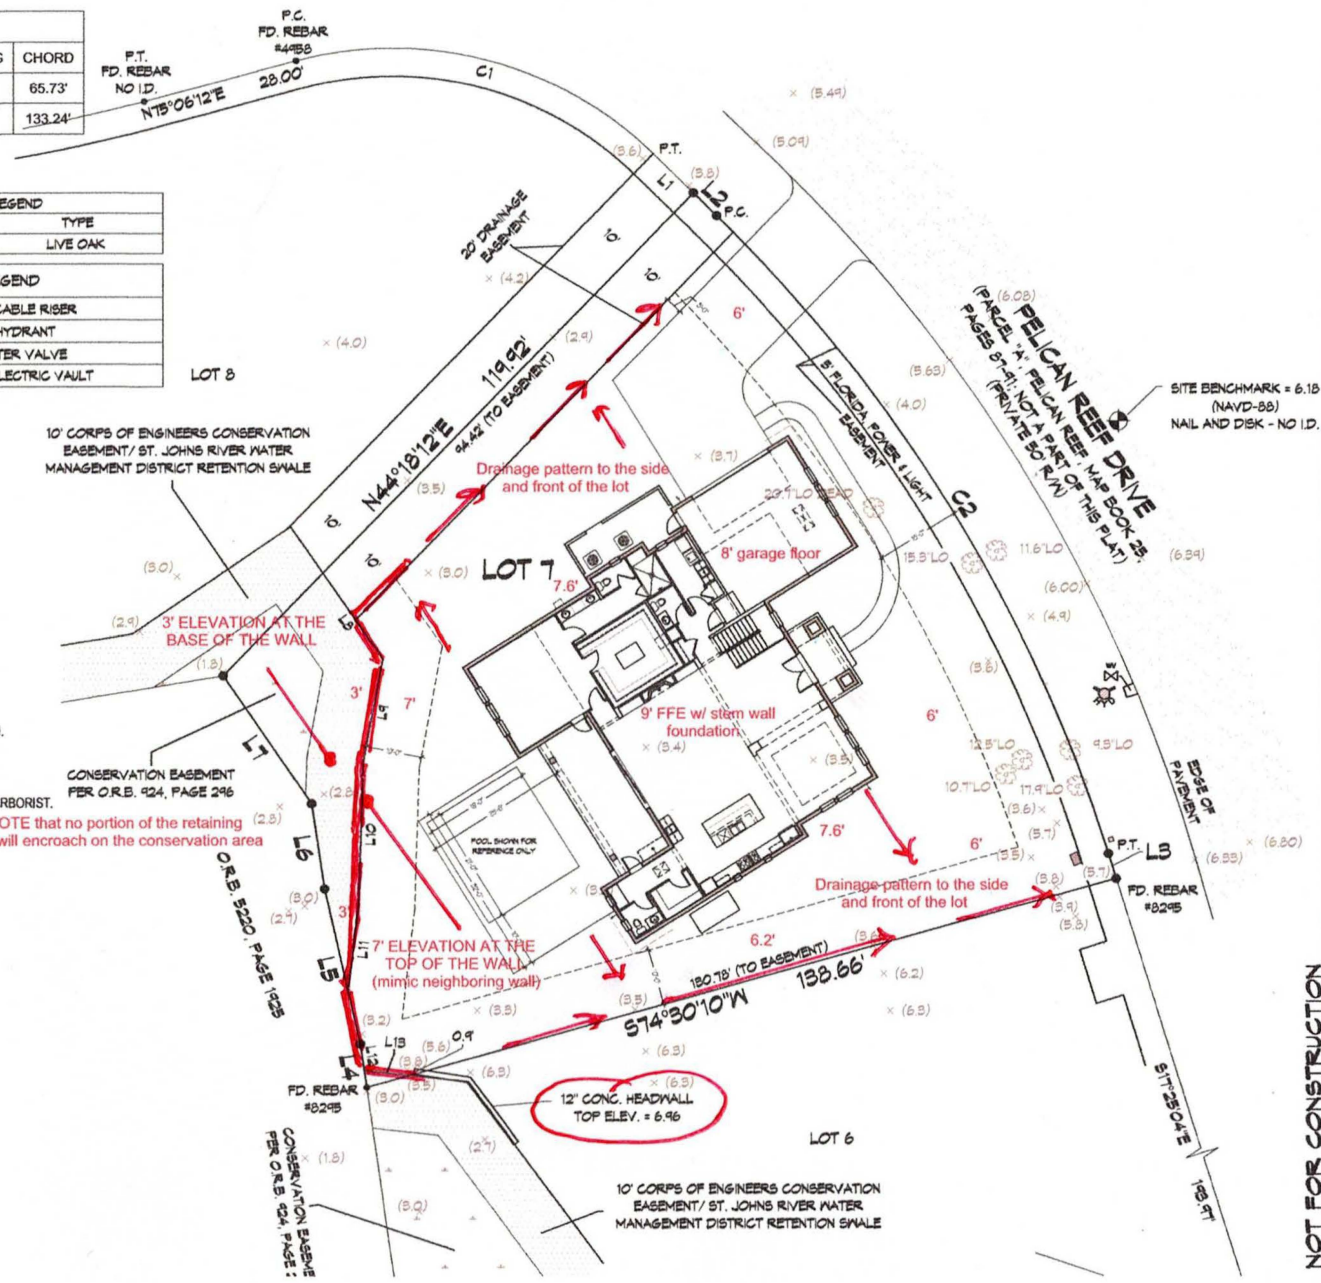 P.C.
FD. REBAR
#4958
CHORD
65.73'
133.24'
P.T.
FD. REBAR
NO I.D.
N75°06'12"E
28.00'
C1
(5.49)
(5.09)
(3.6)
P.T.
L1
(3.8)
L2
P.C.
EGEND
TYPE
LIVE OAK
GEND
CABLE RISER
HYDRANT
TER VALVE
LECTRIC VAULT
20' DRAINAGE
EASEMENT
10'
10'
(4.2)
(4.0)
(2.9)
LOT 8
6'
(6.08)
PELICAN REEF DRIVE
(PARCEL "A", PELICAN REEF MAP BOOK 25,
PAGES 87-91; NOT A PART OF THIS PLAT)
(PRIVATE 50' R/W)
SITE BENCHMARK = 6.18
(NAVD-88)
NAIL AND DISK - NO I.D.
(5.63)
(4.0)
5' FLORIDA POWER & LIGHT
EASEMENT
119.92'
N44°18'12"E
94.42' (TO EASEMENT)
10' CORPS OF ENGINEERS CONSERVATION
EASEMENT/ ST. JOHNS RIVER WATER
MANAGEMENT DISTRICT RETENTION SWALE
Drainage pattern to the side
and front of the lot
(3.5)
(3.7)
C2
10'
10'
8' garage floor
15.3"LO
11.6"LO
(6.39)
(6.00)
(4.9)
(3.0)
(3.0)
LOT 7
7.6'
(2.9)
3' ELEVATION AT THE
BASE OF THE WALL
L9
(1.3)
3'
7'
9' FFE w/ stem wall
foundation
(3.4)
(3.5)
(3.6)
6'
W
L7
CONSERVATION EASEMENT
PER O.R.B. 924, PAGE 296
RBORIST.
OTE that no portion of the retaining
will encroach on the conservation area
(2.8)
L10
POOL SHOWN FOR
REFERENCE ONLY
12.5"LO
9.3"LO
10.7"LO
17.9"LO
(3.6)
(5.7)
EDGE OF
PAVEMENT
(6.80)
(6.33)
L6
7.6'
6'
(3.5)
P.T.
L3
(5.7)
(3.8)
FD. REBAR
#8295
O.R.B. 5220, PAGE 1925
(3.0)
3'
L11
Drainage pattern to the side
and front of the lot
(3.9)
(5.8)
L5
7' ELEVATION AT THE
TOP OF THE WALL
(mimic neighboring wall)
6.2'
130.78' (TO EASEMENT)
138.66'
S74°30'10"W
(6.2)
(6.3)
(3.5)
(3.3)
(3.2)
L12
L4
L13
0.9'
(5.6)
(3.8)
(6.3)
(6.3)
(6.3)
FD. REBAR
#8295
(3.0)
(3.5)
12" CONC. HEADWALL
TOP ELEV. = 6.96
(2.7)
LOT 6
S17°25'04"E
193.97'
CONSERVATION EASEME
PER O.R.B. 924, PAGE
(1.8)
(3.0)
10' CORPS OF ENGINEERS CONSERVATION
EASEMENT/ ST. JOHNS RIVER WATER
MANAGEMENT DISTRICT RETENTION SWALE
NOT FOR CONSTRUCTION